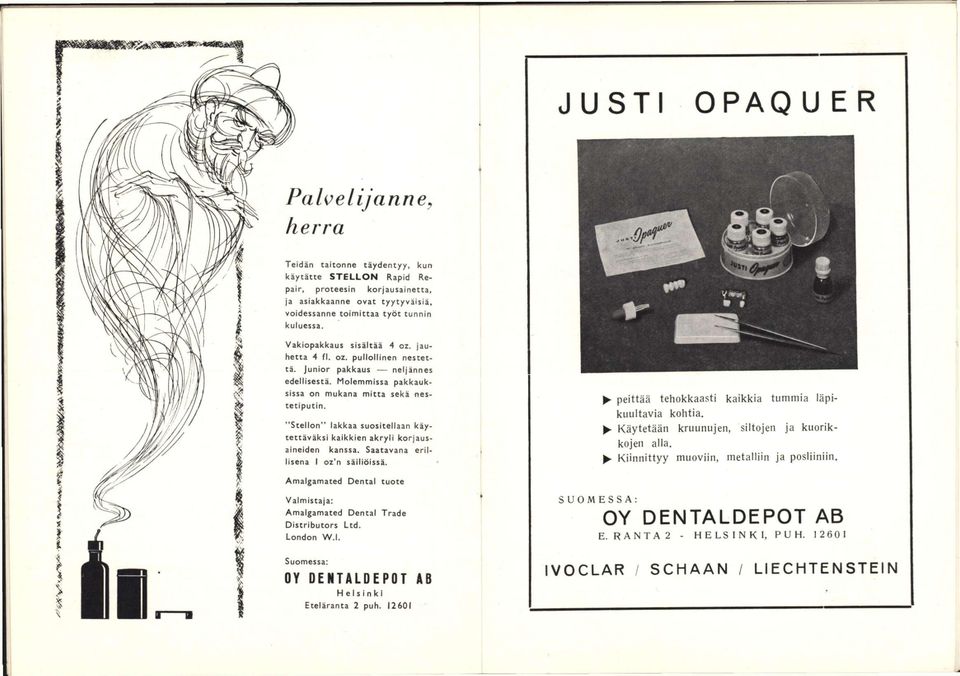 Palvelijanne,
herra
Teidän taitonne täydentyy, kun
käytätte STELLON Rapid Re-
pair, proteesin korjausainetta,
ja asiakkaanne ovat tyytyväisiä,
voidessanne toimittaa työt tunnin
kuluessa.
Vakiopakkaus sisältää 4 oz. jau-
hetta 4 fl. oz. pullollinen nestet-
tä. Junior pakkaus — neljännes
edellisestä. Molemmissa pakkauk-
sissa on mukana mitta sekä nes-
tetiputin.
"Stellon" lakkaa suositellaan käy-
tettäväksi kaikkien akryli korjaus-
aineiden kanssa. Saatavana eril-
lisena 1 oz'n säiliöissä.
Amalgamated Dental tuote
Valmistaja:
Amalgamated Dental Trade
Distributors Ltd.
London W.I.
Suomessa:
OY DENTALDEPOT AB
Helsinki
Eteläranta 2 puh. 12601
JUSTI OPAQUER
JUSTI Opaquer
JUSTI Opaquer
▶ peittää tehokkaasti kaikkia tummia läpi-
kuultavia kohtia.
▶ Käytetään kruunujen, siltojen ja kuorik-
kojen alla.
▶ Kiinnittyy muoviin, metalliin ja posliiniin.
SUOMESSA:
OY DENTALDEPOT AB
E. RANTA 2 - HELSINKI, PUH. 12601
IVOCLAR / SCHAAN / LIECHTENSTEIN